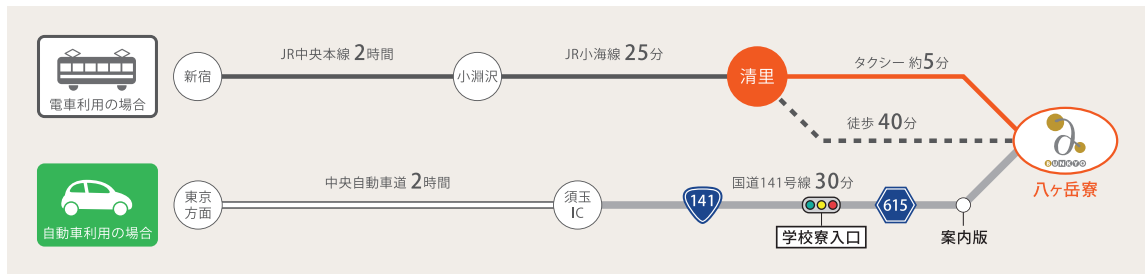 電車利用の場合
新宿
JR中央本線 2時間
小淵沢
JR小海線 25分
清里
タクシー 約5分
徒歩 40分
BUNKYO
八ヶ岳寮
自動車利用の場合
東京
方面
中央自動車道 2時間
須玉
IC
141
国道141号線 30分
学校寮入口
615
案内版